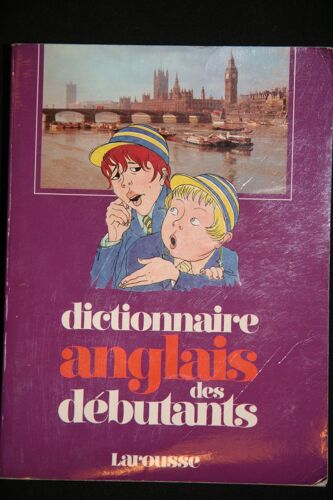 dictionnaire
anglais
des
débutants
Larousse